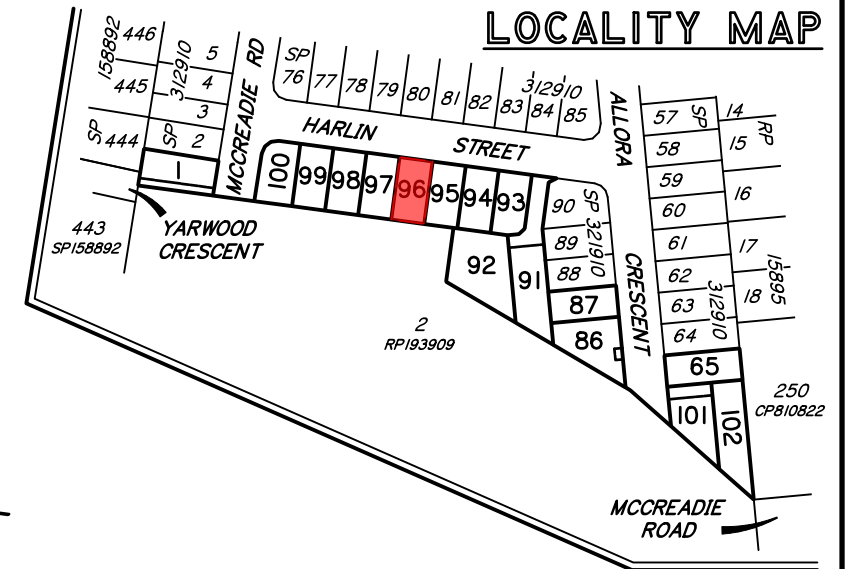 LOCALITY MAP
446
445
SP 158892
444
443
SP158892
5
4
3
2
1
SP 312910
MCCREADIE RD
SP
76 77 78 79 80 81 82 83 84 85
312910
HARLIN STREET
100 99 98 97 96 95 94 93
92
91
90
89
88
87
86
SP 321910
ALLORA CRESCENT
57
58
59
60
61
62
63
64
65
SP 312910
101
102
14
15
16
17
18
RP 15895
250
CP810822
YARWOOD
CRESCENT
2
RP193909
MCCREADIE
ROAD